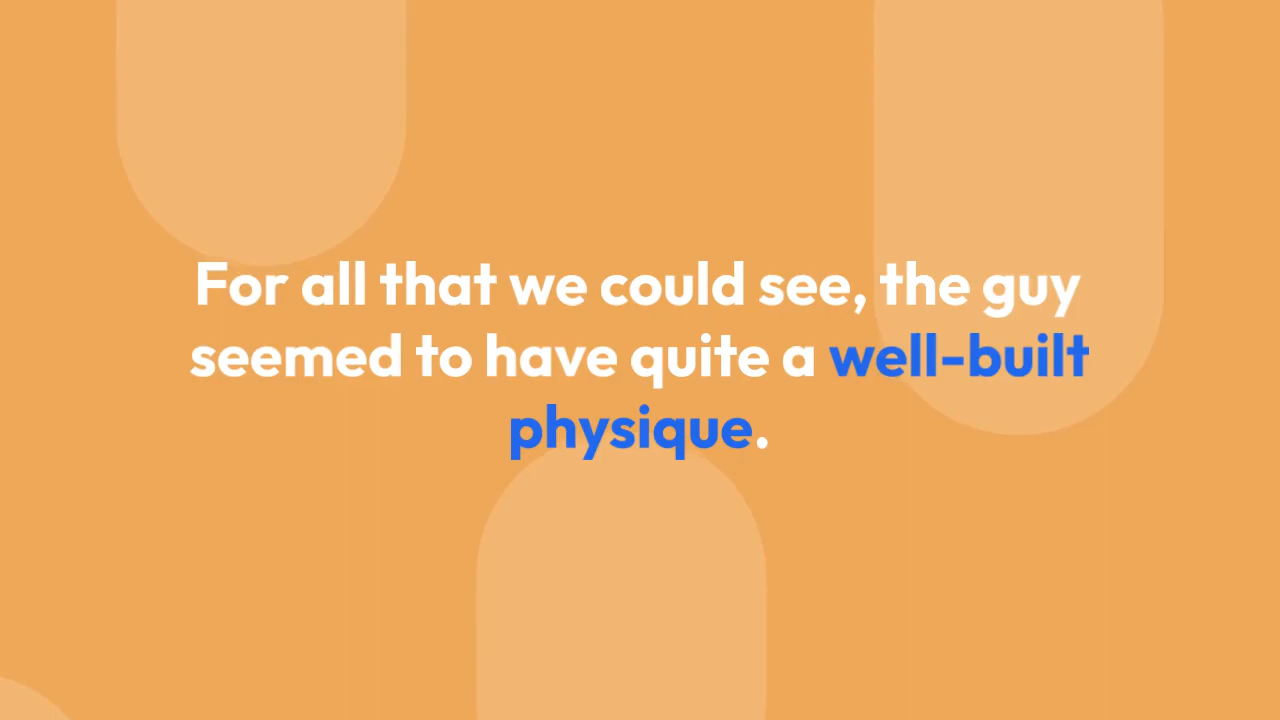 For all that we could see, the guy
seemed to have quite a well-built
physique.